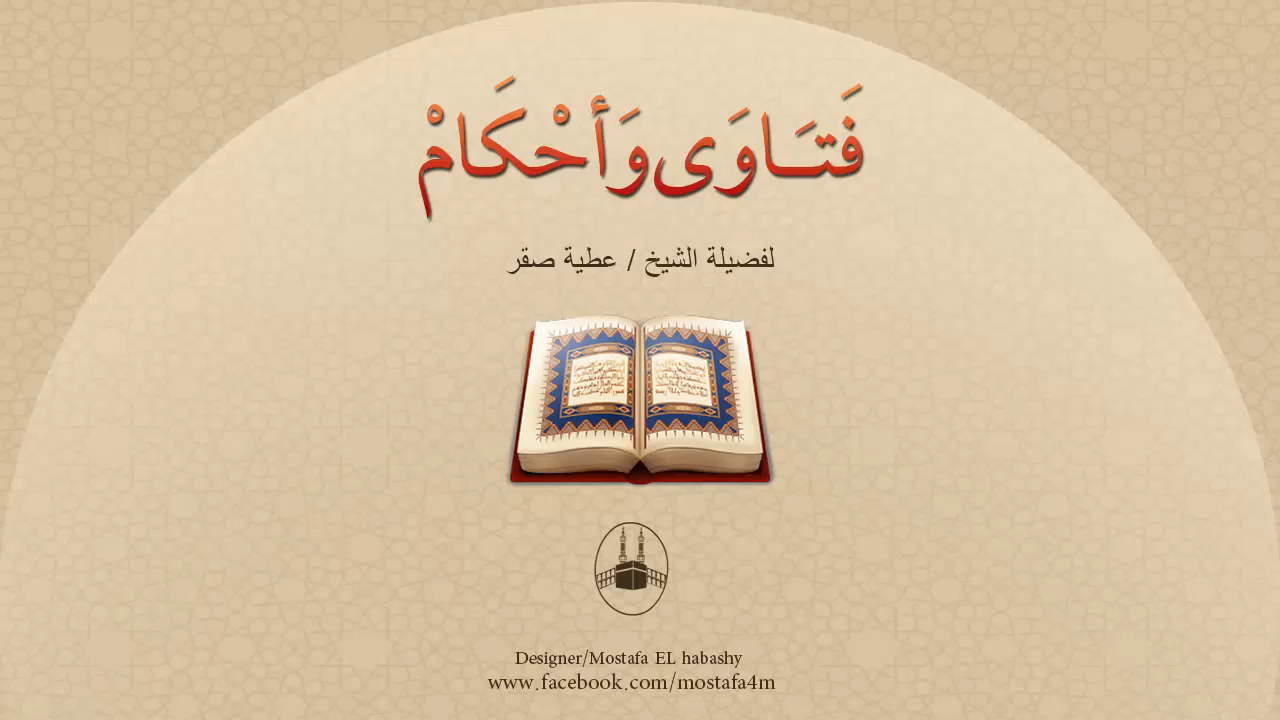 فَتَاوَى وَأَحْكَامْ
لفضيلة الشيخ / عطية صقر
Designer/Mostafa EL habashy
www.facebook.com/mostafa4m